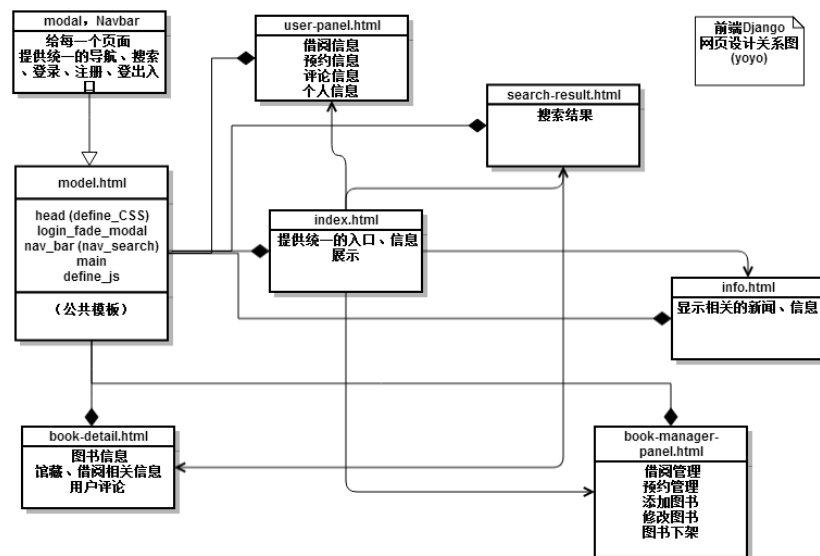 modal，Navbar
给每一个页面
提供统一的导航、搜索
、登录、注册、登出入
口
user-panel.html
借阅信息
预约信息
评论信息
个人信息
前端Django
网页设计关系图
(yoyo)
search-result.html
搜索结果
model.html
head (define_CSS)
login_fade_modal
nav_bar (nav_search)
main
define_js
（公共模板）
index.html
提供统一的入口、信息
展示
info.html
显示相关的新闻、信息
book-detail.html
图书信息
馆藏、借阅相关信息
用户评论
book-manager-
panel.html
借阅管理
预约管理
添加图书
修改图书
图书下架